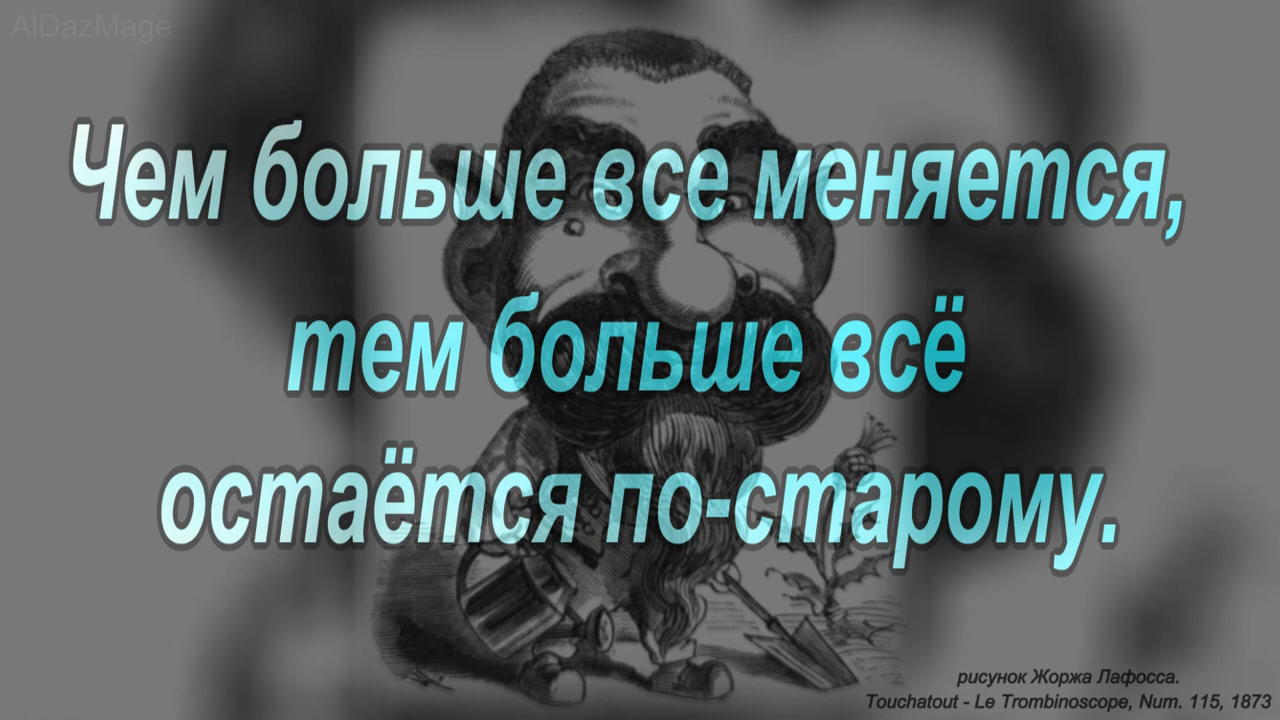 AlDazMage
Чем больше все меняется,
тем больше всё
остаётся по-старому.
рисунок Жоржа Лафосса.
Touchatout - Le Trombinoscope, Num. 115, 1873